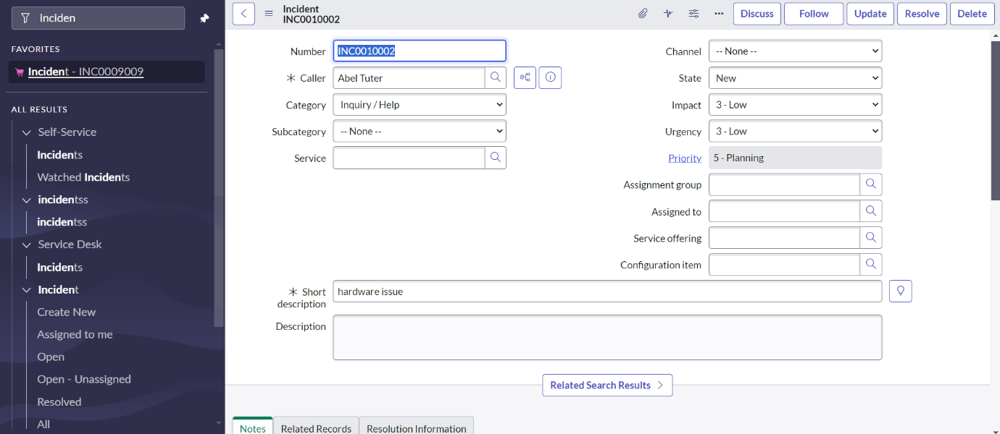 inciden
FAVORITES
Incident - INC0009009
ALL RESULTS
Self-Service
Incidents
Watched Incidents
incidentss
incidentss
Service Desk
Incidents
Incident
Create New
Assigned to me
Open
Open - Unassigned
Resolved
All
Incident
INC0010002
Discuss
Follow
Update
Resolve
Delete
Number INC0010002
Caller Abel Tuter
Category Inquiry / Help
Subcategory -- None --
Service
Channel -- None --
State New
Impact 3 - Low
Urgency 3 - Low
Priority 5 - Planning
Assignment group
Assigned to
Service offering
Configuration item
Short
description
hardware issue
Description
Related Search Results
Notes
Related Records
Resolution Information